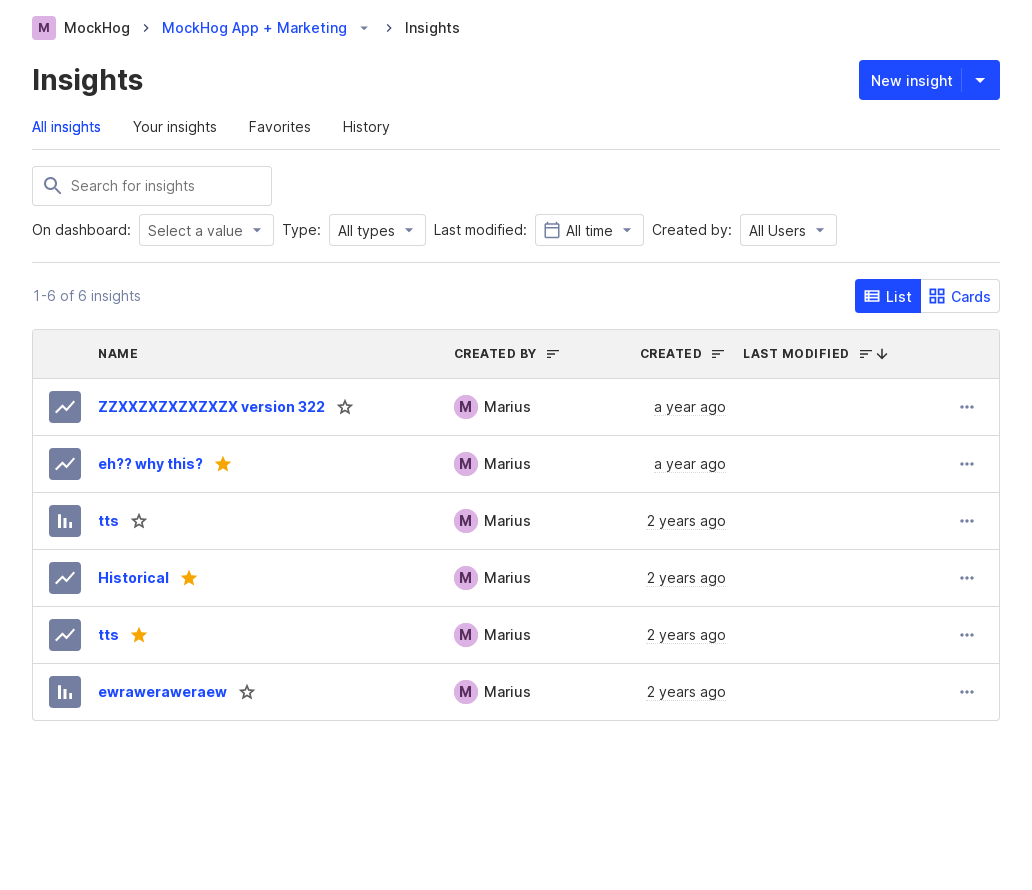 M MockHog MockHog App + Marketing Insights
Insights
New insight
All insights Your insights Favorites History
Search for insights
On dashboard: Select a value Type: All types Last modified: All time Created by: All Users
1-6 of 6 insights
List Cards
NAME CREATED BY CREATED LAST MODIFIED
ZZXXZXZXZXZXZX version 322 M Marius a year ago
eh?? why this? M Marius a year ago
tts M Marius 2 years ago
Historical M Marius 2 years ago
tts M Marius 2 years ago
ewraweraweraew M Marius 2 years ago